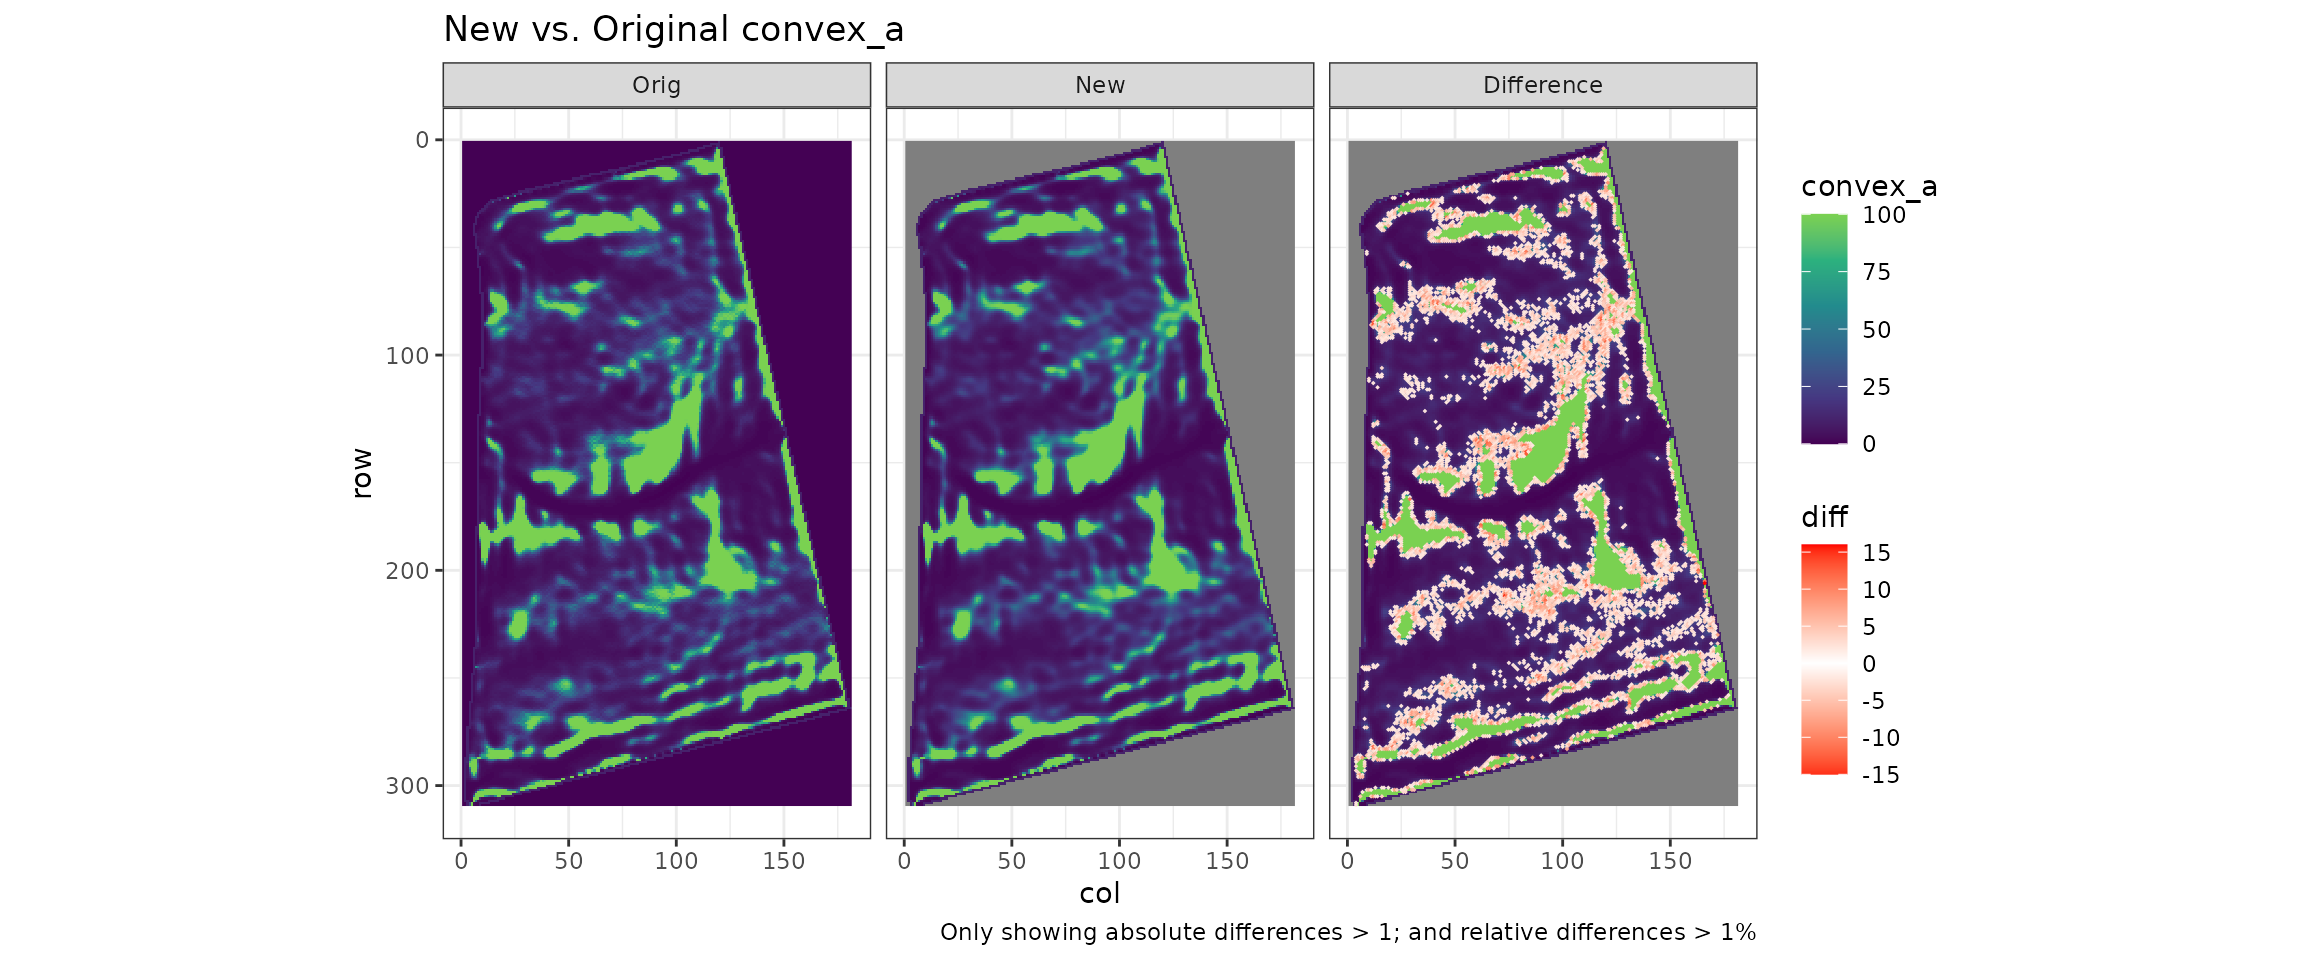 New vs. Original convex_a
Orig
New
Difference
0
100
200
300
row
0 50 100 150
0 50 100 150
0 50 100 150
col
convex_a
100
75
50
25
0
diff
15
10
5
0
-5
-10
-15
Only showing absolute differences > 1; and relative differences > 1%